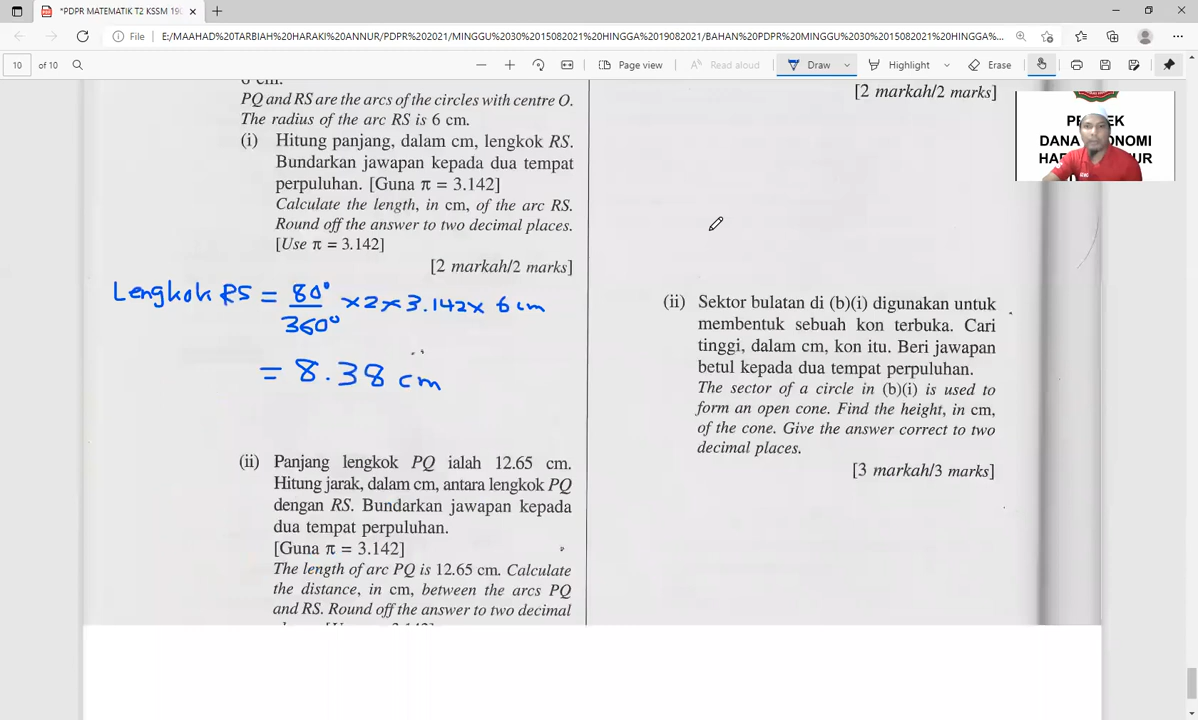 *PDPR MATEMATIK T2 KSSM 190
File
E:/MAAHAD%20TARBIAH%20HARAKI%20ANNUR/PDPR%202021/MINGGU%2030%2015082021%20HINGGA%2019082021/BAHAN%20PDPR%20MINGGU%2030%2015082021%20HINGGA%...
10 of 10
Page view
Read aloud
Draw
Highlight
Erase
PQ and RS are the arcs of the circles with centre O.
The radius of the arc RS is 6 cm.
(i) Hitung panjang, dalam cm, lengkok RS.
Bundarkan jawapan kepada dua tempat
perpuluhan. [Guna π = 3.142]
Calculate the length, in cm, of the arc RS.
Round off the answer to two decimal places.
[Use π = 3.142]
[2 markah/2 marks]
Lengkok RS = 80°/360° × 2 × 3.142 × 6 cm
= 8.38 cm
(ii) Panjang lengkok PQ ialah 12.65 cm.
Hitung jarak, dalam cm, antara lengkok PQ
dengan RS. Bundarkan jawapan kepada
dua tempat perpuluhan.
[Guna π = 3.142]
The length of arc PQ is 12.65 cm. Calculate
the distance, in cm, between the arcs PQ
and RS. Round off the answer to two decimal
[2 markah/2 marks]
(ii) Sektor bulatan di (b)(i) digunakan untuk
membentuk sebuah kon terbuka. Cari
tinggi, dalam cm, kon itu. Beri jawapan
betul kepada dua tempat perpuluhan.
The sector of a circle in (b)(i) is used to
form an open cone. Find the height, in cm,
of the cone. Give the answer correct to two
decimal places.
[3 markah/3 marks]
DANA